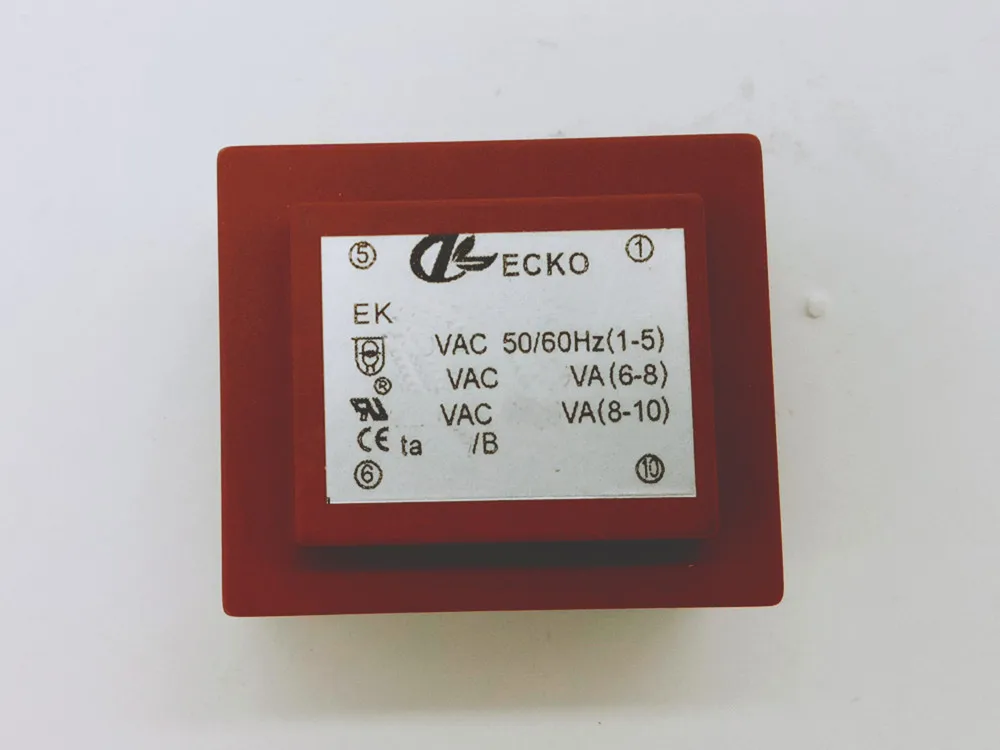 ⑤ ECKO ①
EK
VAC 50/60Hz(1-5)
VAC VA(6-8)
®
VAC VA(8-10)
CE ta /B
⑥ ⑩